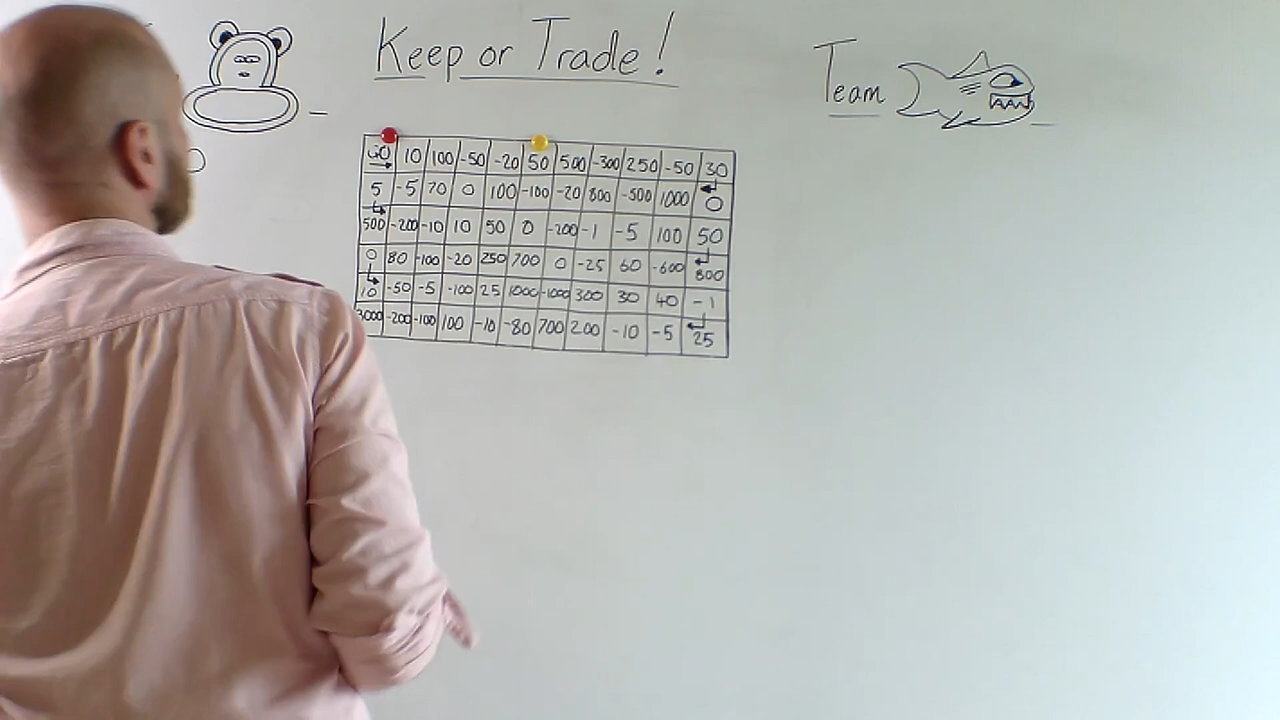 Keep or Trade!
Team
GO 10 100 -50 -20 50 500 -300 250 -50 30
5 -5 70 0 100 -100 -20 800 -500 1000 0
500 -200 -10 10 50 0 -200 -1 -5 100 50
0 80 -100 -20 250 700 0 -25 60 -600 800
10 -50 -5 -100 25 1000 -1000 300 30 40 -1
3000 -200 -100 100 -10 -80 700 200 -10 -5 25